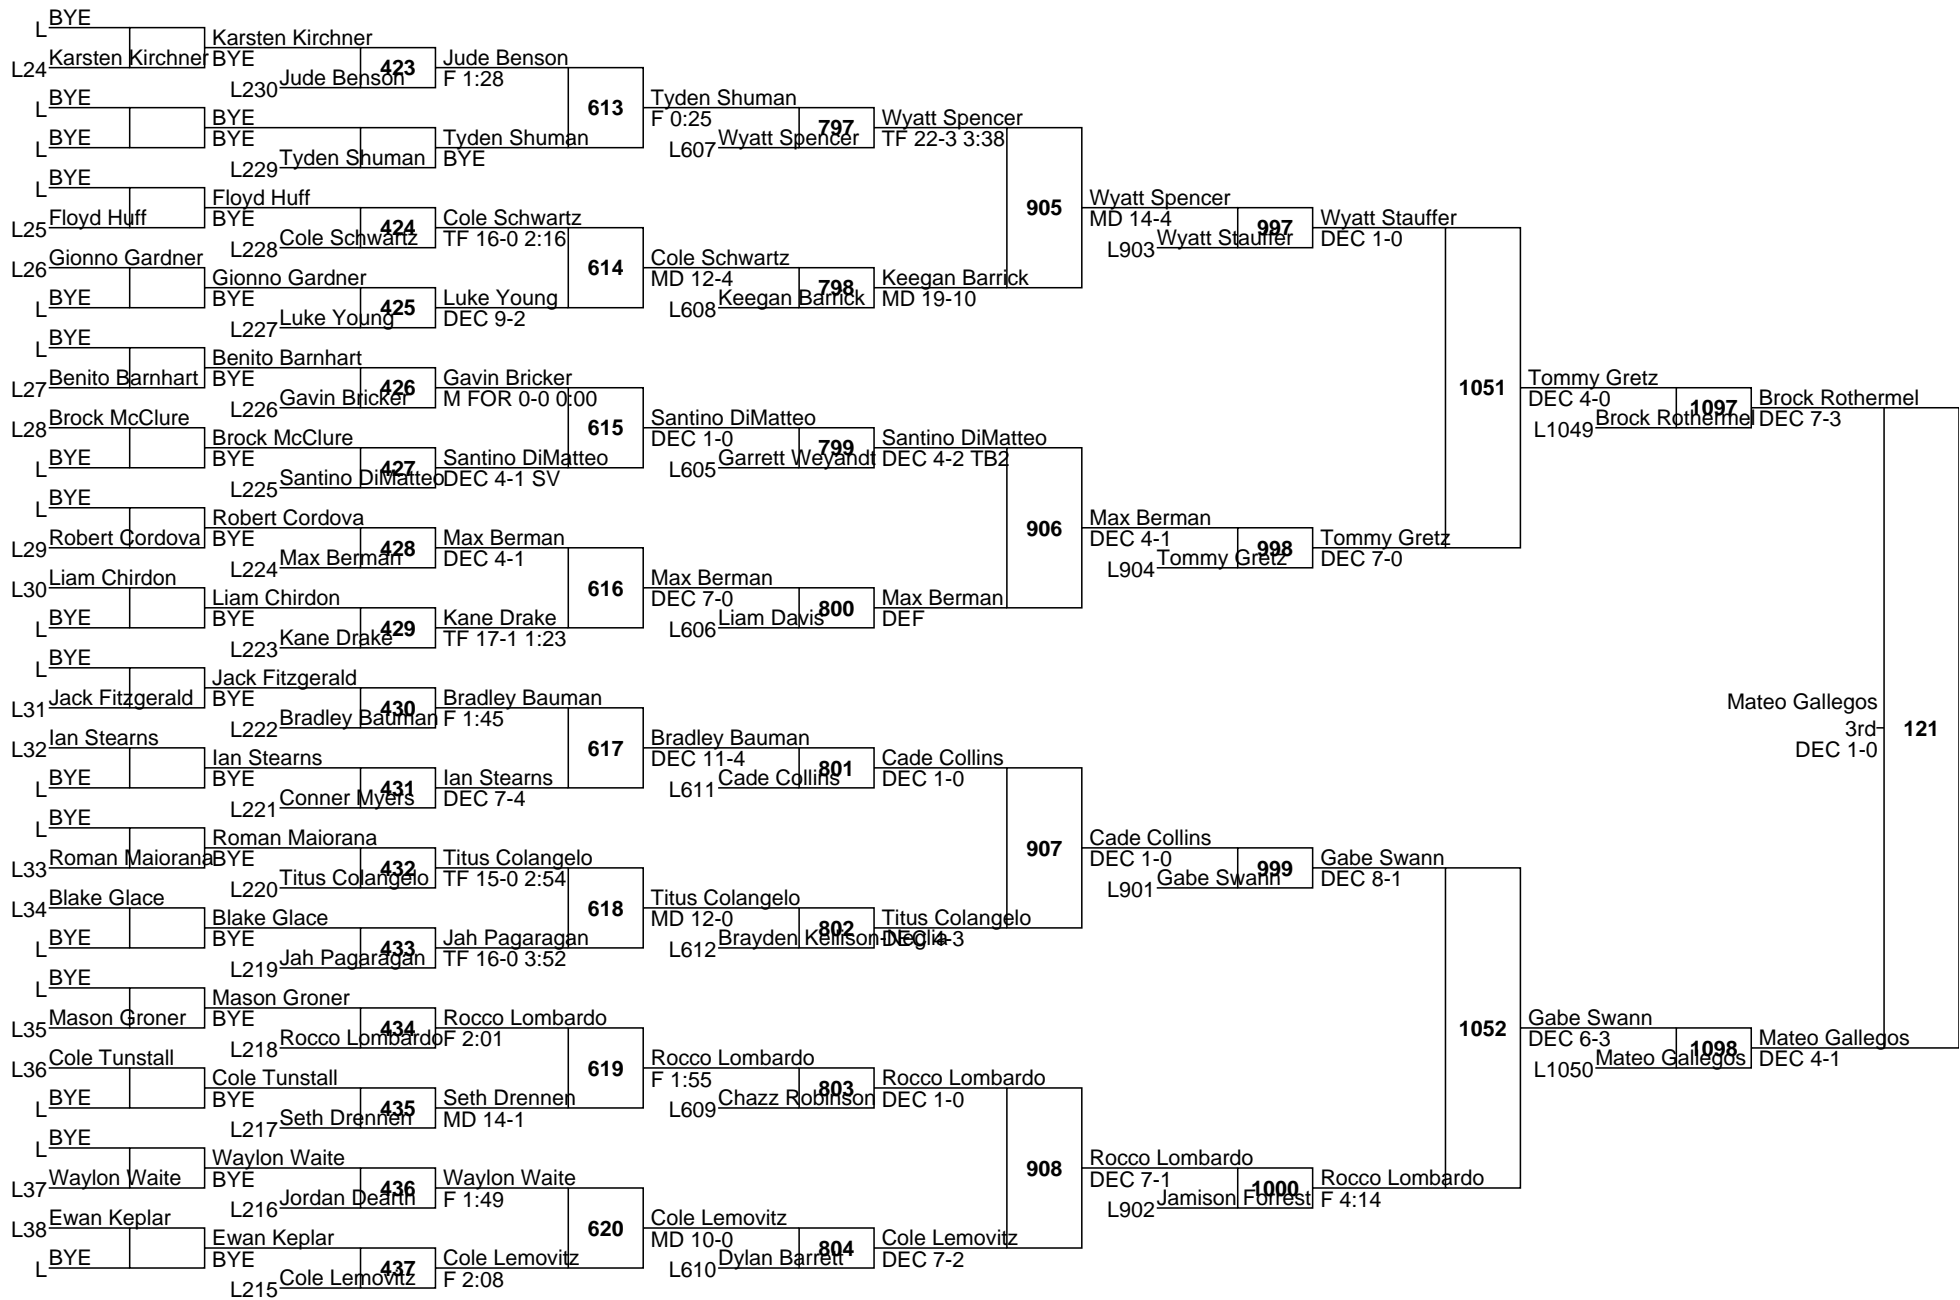 BYE
L
Karsten Kirchner
L24 Karsten Kirchner
BYE
423
Jude Benson
L230 Jude Benson
F 1:28
BYE
L
613
Tyden Shuman
BYE
F 0:25
797
Wyatt Spencer
L
BYE
BYE
Tyden Shuman
L607 Wyatt Spencer
TF 22-3 3:38
L229 Tyden Shuman
BYE
BYE
L
Floyd Huff
905
Wyatt Spencer
L25 Floyd Huff
BYE
424
Cole Schwartz
MD 14-4
997
Wyatt Stauffer
L228 Cole Schwartz
TF 16-0 2:16
L903 Wyatt Stauffer
DEC 1-0
L26 Gionno Gardner
614
Cole Schwartz
Gionno Gardner
MD 12-4
798
Keegan Barrick
BYE
L
BYE
425
Luke Young
L608 Keegan Barrick
MD 19-10
L227 Luke Young
DEC 9-2
BYE
L
Benito Barnhart
L27 Benito Barnhart
BYE
426
Gavin Bricker
1051
Tommy Gretz
L226 Gavin Bricker
M FOR 0-0 0:00
DEC 4-0
1097
Brock Rothermel
L28 Brock McClure
615
Santino DiMatteo
L1049 Brock Rothermel
DEC 7-3
Brock McClure
DEC 1-0
799
Santino DiMatteo
BYE
L
BYE
427
Santino DiMatteo
L605 Garrett Weyandt
DEC 4-2 TB2
L225 Santino DiMatteo
DEC 4-1 SV
BYE
L
Robert Cordova
906
Max Berman
L29 Robert Cordova
BYE
428
Max Berman
DEC 4-1
998
Tommy Gretz
L224 Max Berman
DEC 4-1
L904 Tommy Gretz
DEC 7-0
L30 Liam Chirdon
616
Max Berman
Liam Chirdon
DEC 7-0
800
Max Berman
BYE
L
BYE
429
Kane Drake
L606 Liam Davis
DEF
L223 Kane Drake
TF 17-1 1:23
BYE
L
Jack Fitzgerald
L31 Jack Fitzgerald
BYE
430
Bradley Bauman
Mateo Gallegos
L222 Bradley Bauman
F 1:45
3rd
121
L32 Ian Stearns
617
Bradley Bauman
DEC 1-0
Ian Stearns
DEC 11-4
801
Cade Collins
BYE
L
BYE
431
Ian Stearns
L611 Cade Collins
DEC 1-0
L221 Conner Myers
DEC 7-4
BYE
L
Roman Maiorana
907
Cade Collins
L33 Roman Maiorana
BYE
432
Titus Colangelo
DEC 1-0
999
Gabe Swann
L220 Titus Colangelo
TF 15-0 2:54
L901 Gabe Swann
DEC 8-1
L34 Blake Glace
618
Titus Colangelo
Blake Glace
MD 12-0
802
Titus Colangelo
BYE
L
BYE
433
Jah Pagaragan
L612 Brayden Kellison-Neglia
DEC 4-3
L219 Jah Pagaragan
TF 16-0 3:52
BYE
L
Mason Groner
L35 Mason Groner
BYE
434
Rocco Lombardo
1052
Gabe Swann
L218 Rocco Lombardo
F 2:01
DEC 6-3
1098
Mateo Gallegos
L36 Cole Tunstall
619
Rocco Lombardo
L1050 Mateo Gallegos
DEC 4-1
Cole Tunstall
F 1:55
803
Rocco Lombardo
BYE
L
BYE
435
Seth Drennen
L609 Chazz Robinson
DEC 1-0
L217 Seth Drennen
MD 14-1
BYE
L
Waylon Waite
908
Rocco Lombardo
L37 Waylon Waite
BYE
436
Waylon Waite
DEC 7-1
1000
Rocco Lombardo
L216 Jordan Dearth
F 1:49
L902 Jamison Forrest
F 4:14
L38 Ewan Keplar
620
Cole Lemovitz
Ewan Keplar
MD 10-0
804
Cole Lemovitz
BYE
L
BYE
437
Cole Lemovitz
L610 Dylan Barrett
DEC 7-2
L215 Cole Lemovitz
F 2:08